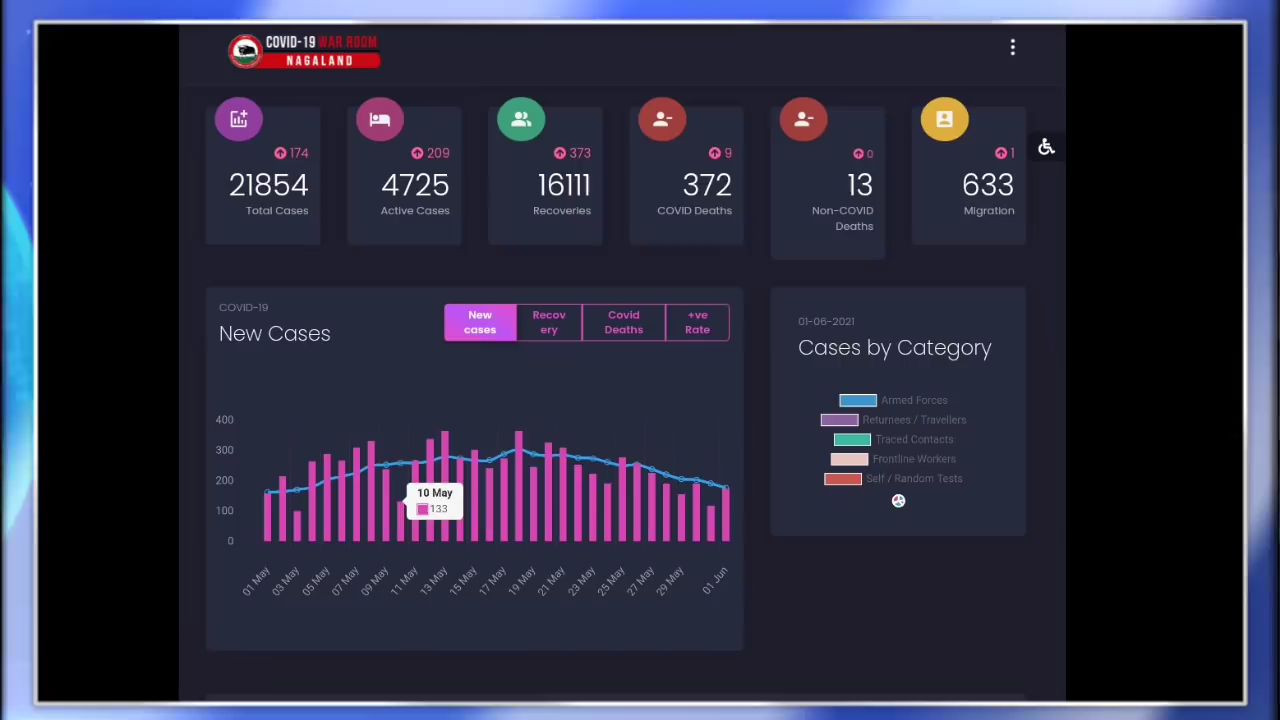 COVID-19 WAR ROOM
NAGALAND
174
21854
Total Cases
209
4725
Active Cases
373
16111
Recoveries
9
372
COVID Deaths
0
13
Non-COVID
Deaths
1
633
Migration
COVID-19
New Cases
New
cases
Recov
ery
Covid
Deaths
+ve
Rate
400
300
200
100
0
10 May
133
01 May
03 May
05 May
07 May
09 May
11 May
13 May
15 May
17 May
19 May
21 May
23 May
25 May
27 May
29 May
01 Jun
01-06-2021
Cases by Category
Armed Forces
Returnees / Travellers
Traced Contacts
Frontline Workers
Self / Random Tests